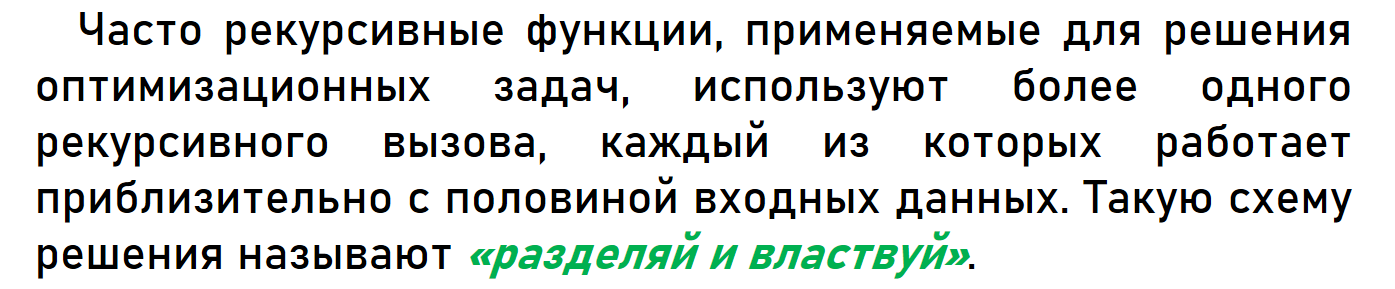 Часто рекурсивные функции, применяемые для решения
оптимизационных задач, используют более одного
рекурсивного вызова, каждый из которых работает
приблизительно с половиной входных данных. Такую схему
решения называют «разделяй и властвуй».